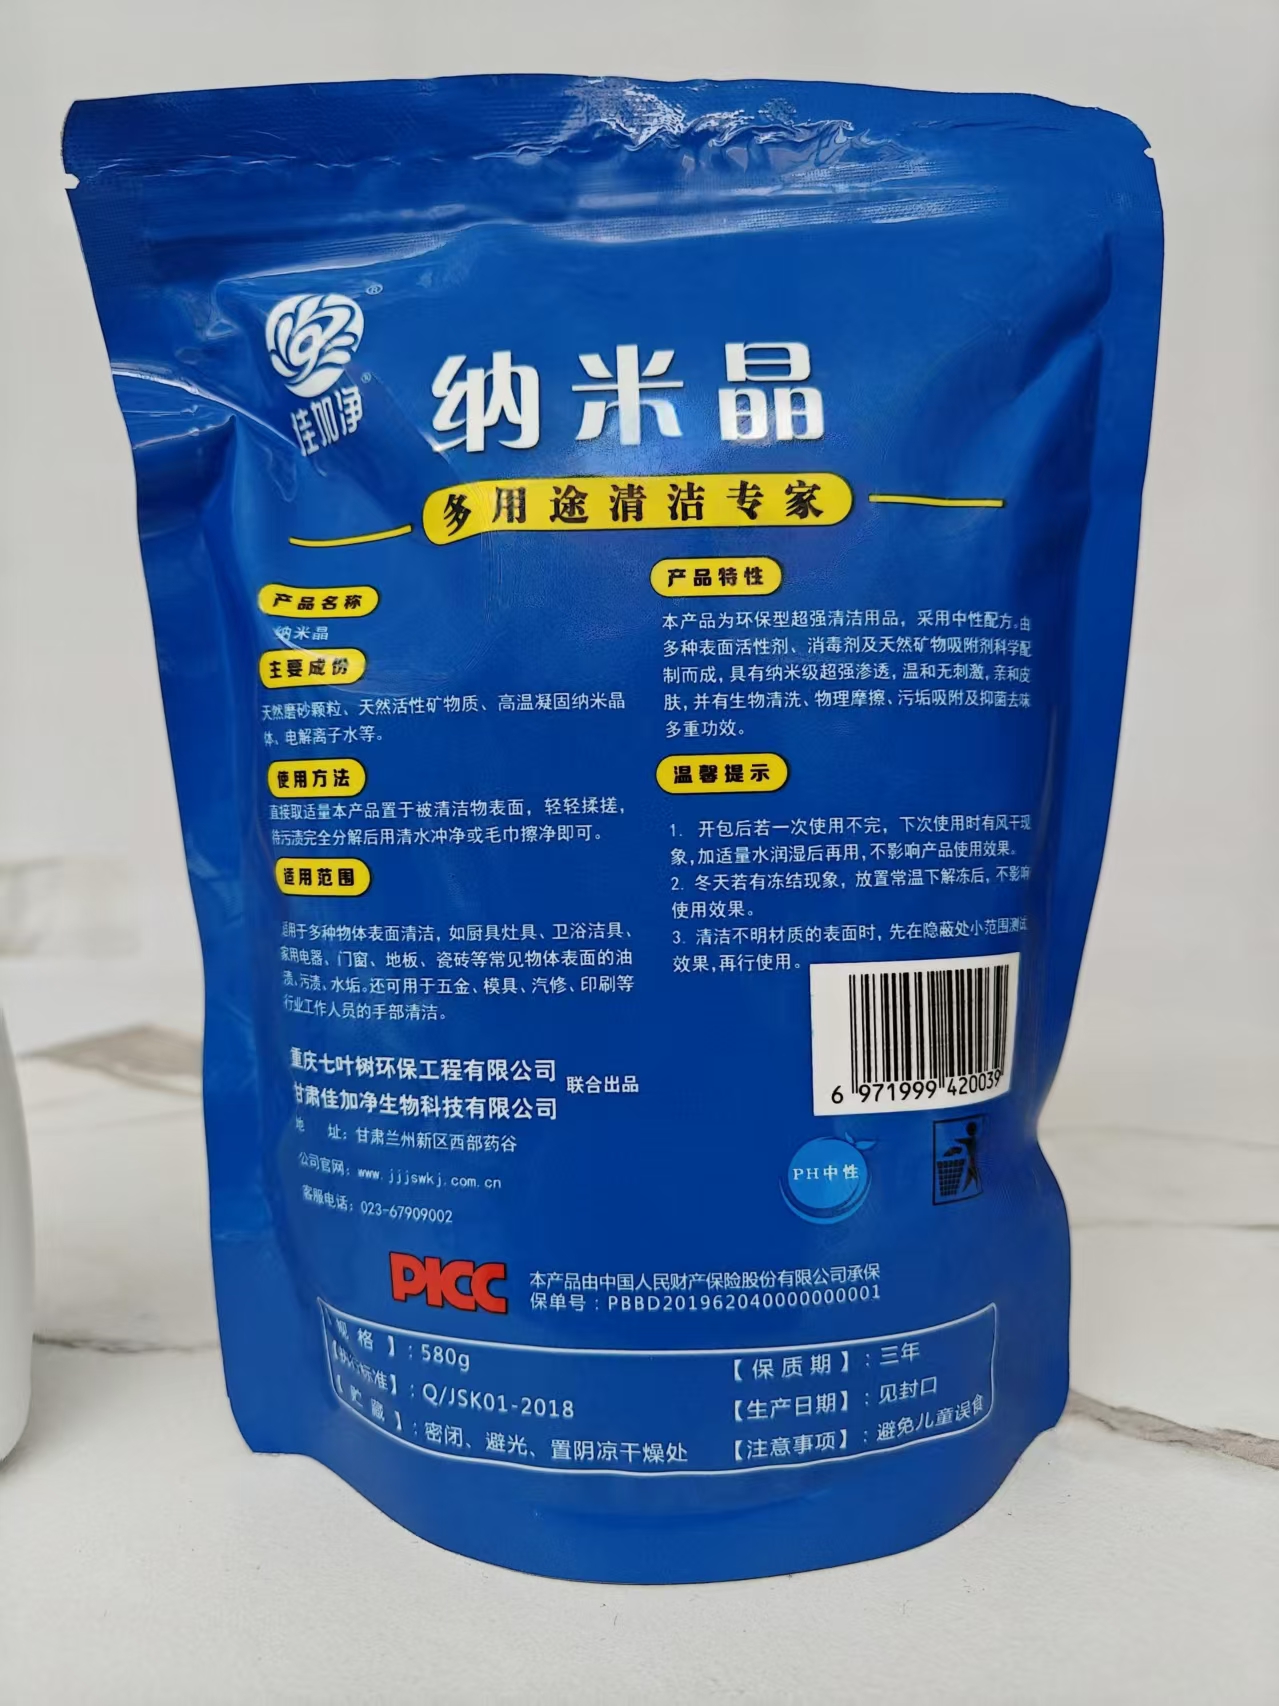 佳加净
纳米晶
多用途清洁专家
产品名称
纳米晶
主要成份
天然磨砂颗粒、天然活性矿物质、高温凝固纳米晶
体、电解离子水等。
使用方法
直接取适量本产品置于被清洁物表面，轻轻揉搓，
待污渍完全分解后用清水冲净或毛巾擦净即可。
适用范围
适用于多种物体表面清洁，如厨具灶具、卫浴洁具、
家用电器、门窗、地板、瓷砖等常见物体表面的油
渍、污渍、水垢。还可用于五金、模具、汽修、印刷等
行业工作人员的手部清洁。
产品特性
本产品为环保型超强清洁用品，采用中性配方。由
多种表面活性剂、消毒剂及天然矿物吸附剂科学配
制而成，具有纳米级超强渗透，温和无刺激，亲和皮
肤，并有生物清洗、物理摩擦、污垢吸附及抑菌去味
多重功效。
温馨提示
1. 开包后若一次使用不完，下次使用时有风干现
象，加适量水润湿后再用，不影响产品使用效果。
2. 冬天若有冻结现象，放置常温下解冻后，不影响
使用效果。
3. 清洁不明材质的表面时，先在隐蔽处小范围测试
效果，再行使用。
6 971999 420039
PH中性
重庆七叶树环保工程有限公司
甘肃佳加净生物科技有限公司
联合出品
地 址：甘肃兰州新区西部药谷
公司官网：www.jjjswkj.com.cn
客服电话：023-67909002
PICC
本产品由中国人民财产保险股份有限公司承保
保单号：PBBD201962040000000001
【规格】：580g
【执行标准】：Q/JSK01-2018
【贮藏】：密闭、避光、置阴凉干燥处
【保质期】：三年
【生产日期】：见封口
【注意事项】：避免儿童误食